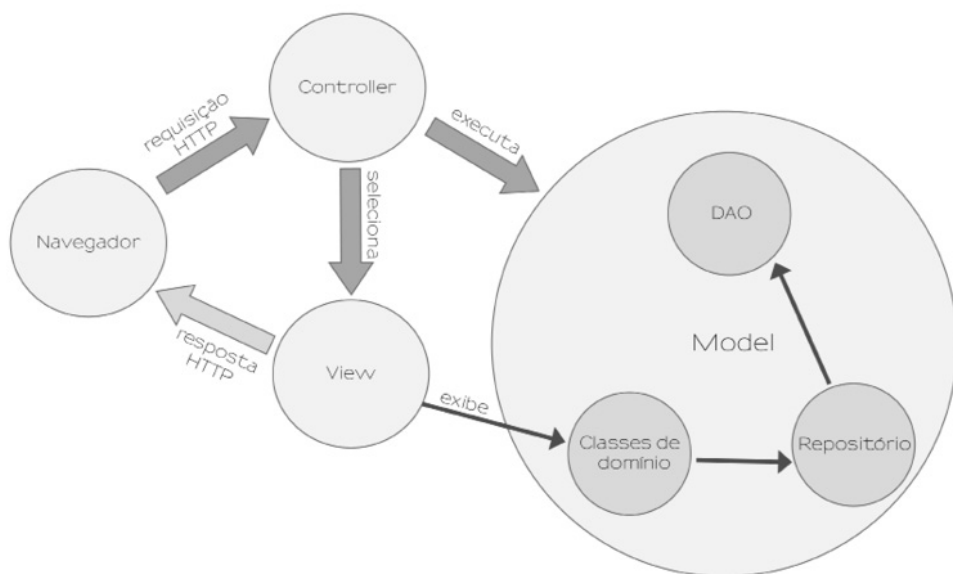 Controller
requisição
HTTP
executa
seleciona
Navegador
DAO
Model
resposta
HTTP
View
exibe
Classes de
domínio
Repositório